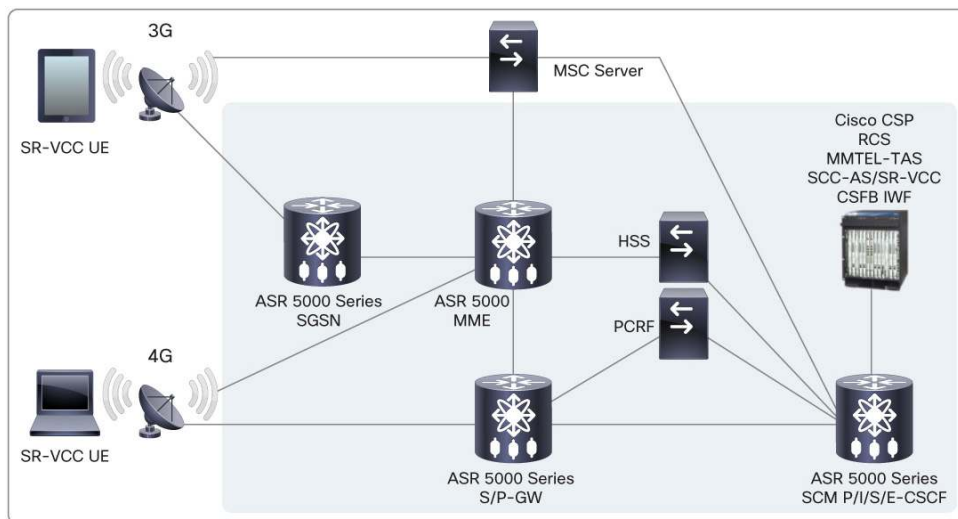 3G
MSC Server
SR-VCC UE
Cisco CSP
RCS
MMTEL-TAS
SCC-AS/SR-VCC
CSFB IWF
HSS
ASR 5000 Series
SGSN
ASR 5000
MME
PCRF
4G
SR-VCC UE
ASR 5000 Series
S/P-GW
ASR 5000 Series
SCM P/I/S/E-CSCF